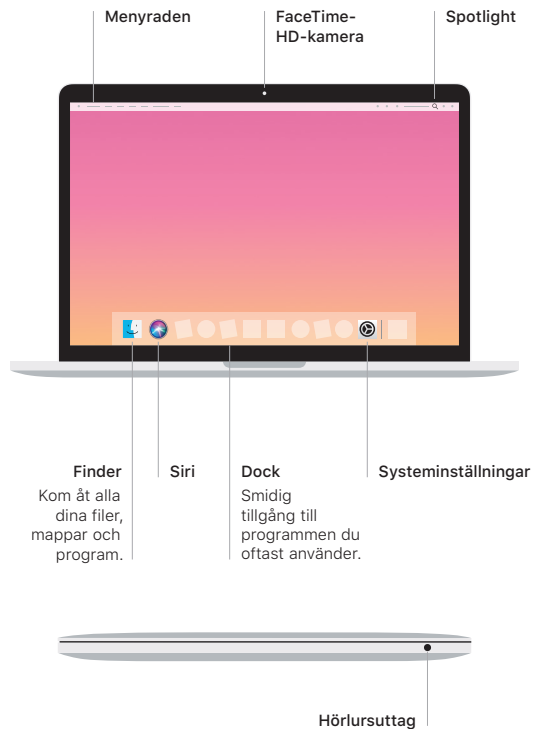 Menyraden
FaceTime-
HD-kamera
Spotlight
Finder
Kom åt alla
dina filer,
mappar och
program.
Siri
Dock
Smidig
tillgång till
programmen du
oftast använder.
Systeminställningar
Hörlursuttag